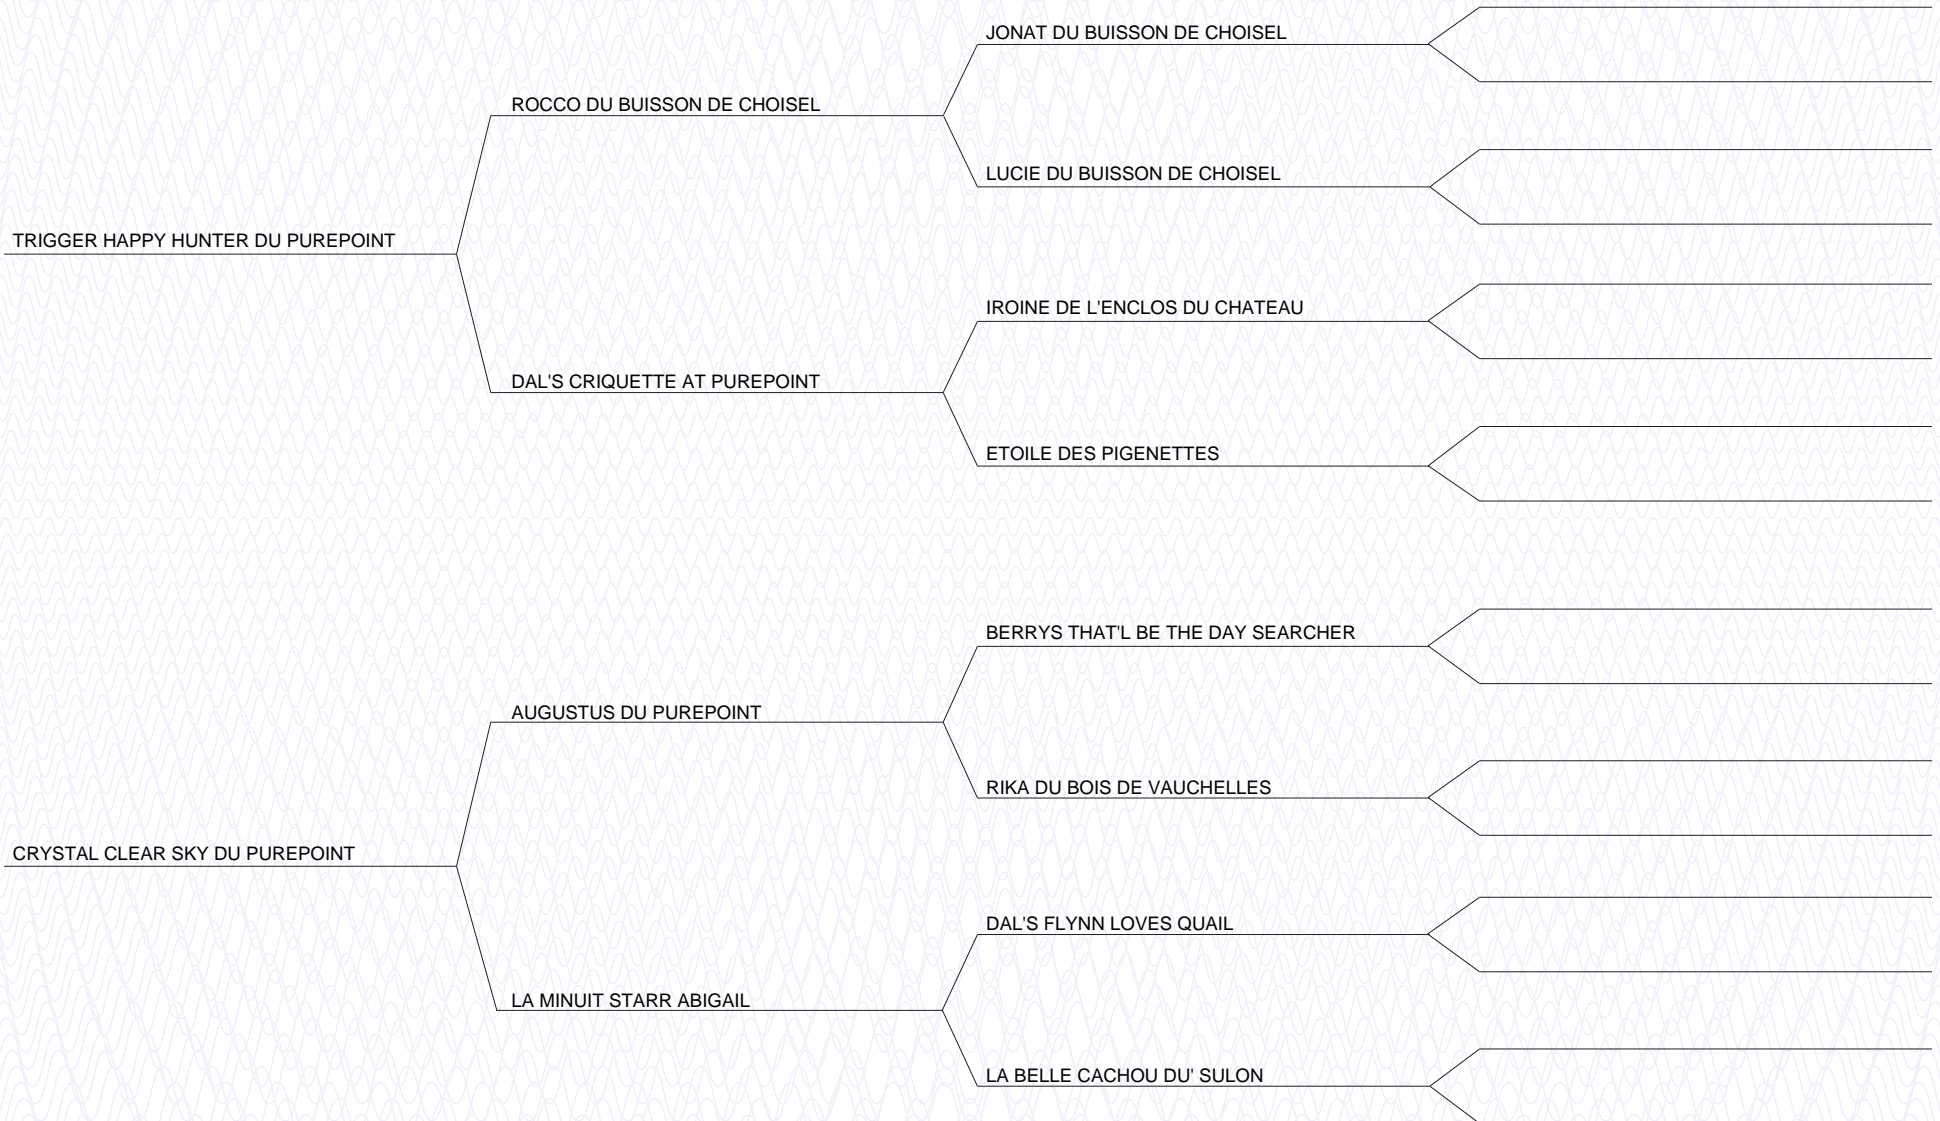 JONAT DU BUISSON DE CHOISEL
ROCCO DU BUISSON DE CHOISEL
LUCIE DU BUISSON DE CHOISEL
TRIGGER HAPPY HUNTER DU PUREPOINT
IROINE DE L'ENCLOS DU CHATEAU
DAL'S CRIQUETTE AT PUREPOINT
ETOILE DES PIGENETTES
BERRYS THAT'L BE THE DAY SEARCHER
AUGUSTUS DU PUREPOINT
RIKA DU BOIS DE VAUCHELLES
CRYSTAL CLEAR SKY DU PUREPOINT
DAL'S FLYNN LOVES QUAIL
LA MINUIT STARR ABIGAIL
LA BELLE CACHOU DU' SULON